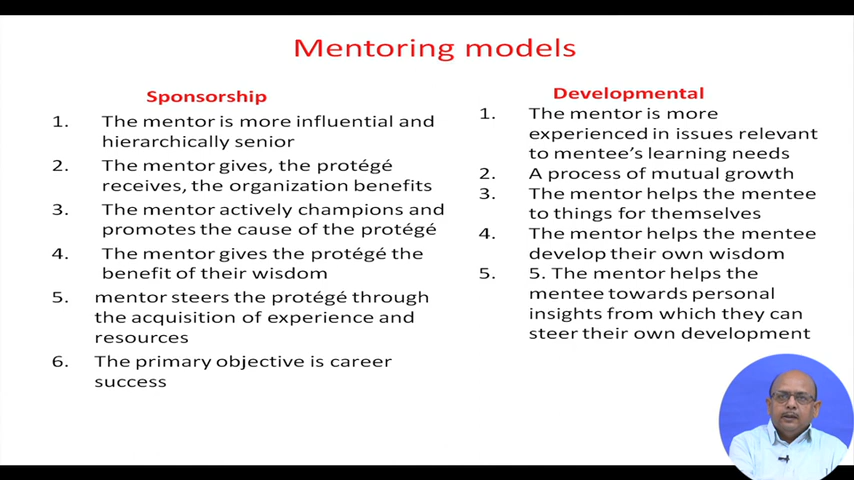 Mentoring models
Sponsorship
1. The mentor is more influential and
hierarchically senior
2. The mentor gives, the protégé
receives, the organization benefits
3. The mentor actively champions and
promotes the cause of the protégé
4. The mentor gives the protégé the
benefit of their wisdom
5. mentor steers the protégé through
the acquisition of experience and
resources
6. The primary objective is career
success
Developmental
1. The mentor is more
experienced in issues relevant
to mentee’s learning needs
2. A process of mutual growth
3. The mentor helps the mentee
to things for themselves
4. The mentor helps the mentee
develop their own wisdom
5. 5. The mentor helps the
mentee towards personal
insights from which they can
steer their own development